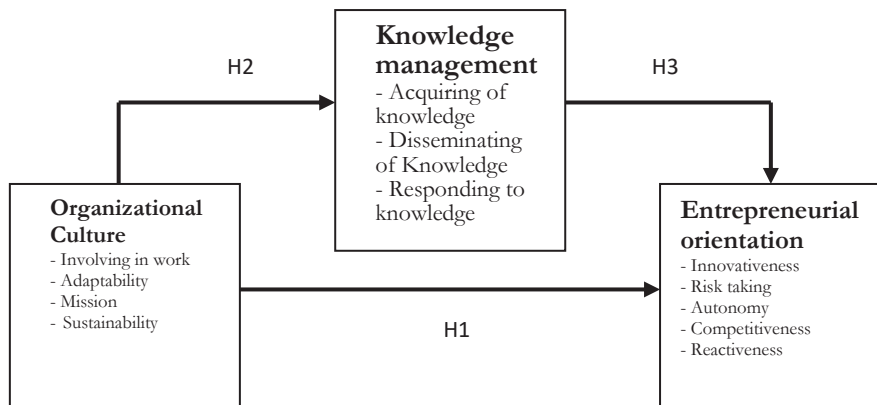 H2
Knowledge
management
- Acquiring of
knowledge
- Disseminating
of Knowledge
- Responding to
knowledge
H3
Organizational
Culture
- Involving in work
- Adaptability
- Mission
- Sustainability
H1
Entrepreneurial
orientation
- Innovativeness
- Risk taking
- Autonomy
- Competitiveness
- Reactiveness